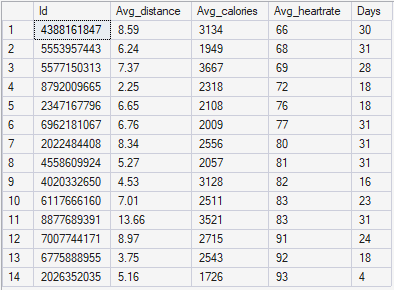 Id Avg_distance Avg_calories Avg_heartrate Days
1 4388161847 8.59 3134 66 30
2 5553957443 6.24 1949 68 31
3 5577150313 7.37 3667 69 28
4 8792009665 2.25 2318 72 18
5 2347167796 6.65 2108 76 18
6 6962181067 6.76 2009 77 31
7 2022484408 8.34 2556 80 31
8 4558609924 5.27 2057 81 31
9 4020332650 4.53 3128 82 16
10 6117666160 7.01 2511 83 23
11 8877689391 13.66 3521 83 31
12 7007744171 8.97 2715 91 24
13 6775888955 3.75 2543 92 18
14 2026352035 5.16 1726 93 4